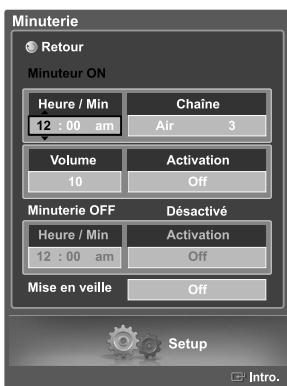 Minuterie
Retour
Minuteur ON
Heure / Min Chaîne
12 : 00 am Air 3
Volume Activation
10 Off
Minuterie OFF Désactivé
Heure / Min Activation
12 : 00 am Off
Mise en veille Off
Setup
Intro.